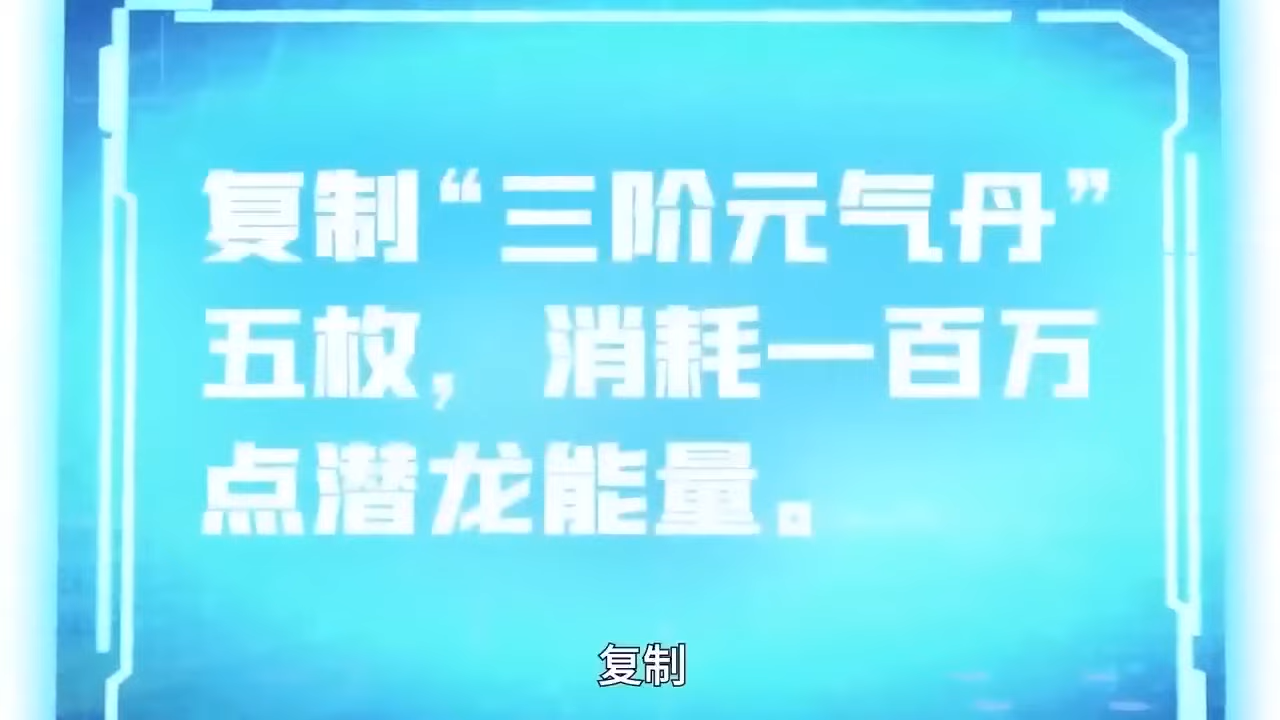 复制“三阶元气丹”
五枚，消耗一百万
点潜龙能量。
复制